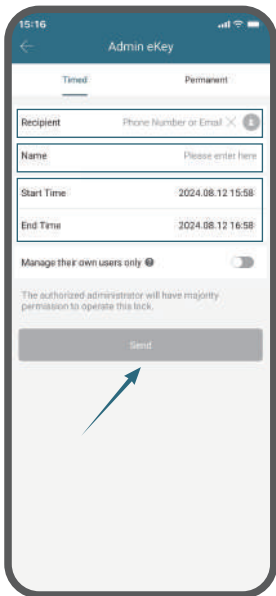 15:16
Admin eKey
Timed Permanent
Recipient Phone Number or Email
Name Please enter here
Start Time 2024.08.12 15:58
End Time 2024.08.12 16:58
Manage their own users only
The authorized administrator will have majority
permission to operate this lock.
Send